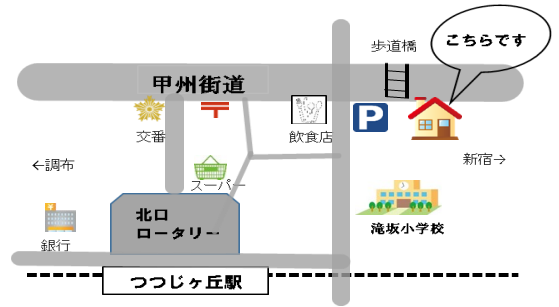 歩道橋
こちらです
甲州街道
〒
P
交番
飲食店
新宿→
←調布
スーパー
北口
ロータリー
滝坂小学校
銀行
つつじヶ丘駅